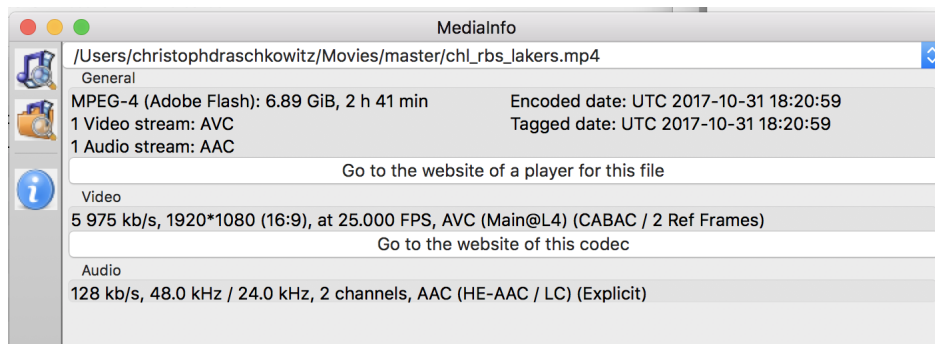 MediaInfo
/Users/christophdraschkowitz/Movies/master/chl_rbs_lakers.mp4
General
MPEG-4 (Adobe Flash): 6.89 GiB, 2 h 41 min
Encoded date: UTC 2017-10-31 18:20:59
1 Video stream: AVC
Tagged date: UTC 2017-10-31 18:20:59
1 Audio stream: AAC
Go to the website of a player for this file
Video
5 975 kb/s, 1920*1080 (16:9), at 25.000 FPS, AVC (Main@L4) (CABAC / 2 Ref Frames)
Go to the website of this codec
Audio
128 kb/s, 48.0 kHz / 24.0 kHz, 2 channels, AAC (HE-AAC / LC) (Explicit)